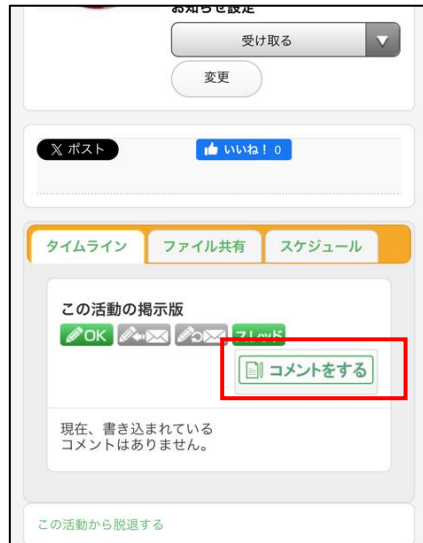 お知らせ設定
受け取る
変更
ポスト
いいね！ 0
タイムライン ファイル共有 スケジュール
この活動の掲示版
OK スレッド
コメントをする
現在、書き込まれている
コメントはありません。
この活動から脱退する